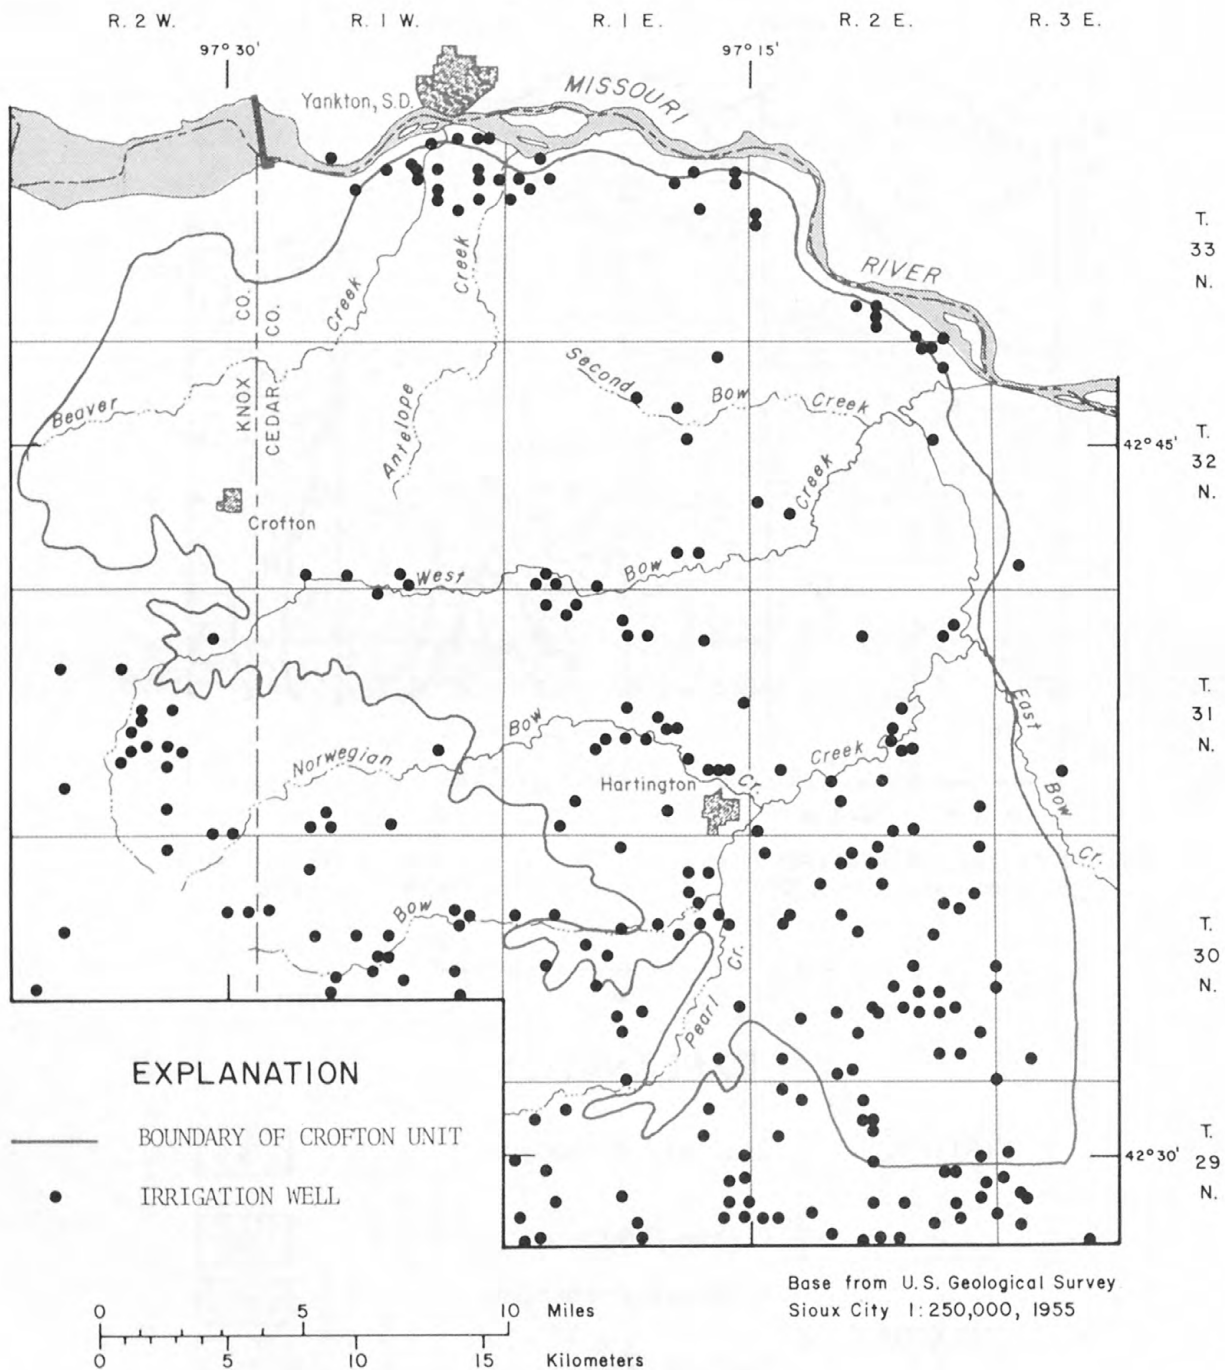 R. 2 W. R. 1 W. R. 1 E. R. 2 E. R. 3 E.
97° 30' 97° 15'
Yankton, S.D.
MISSOURI
RIVER
T. 33 N.
KNOX CO.
CEDAR CO.
Beaver Creek
Antelope Creek
Second Bow Creek
42° 45'
T. 32 N.
Crofton
West Bow Creek
T. 31 N.
Norwegian Bow Cr.
Creek
East Bow Cr.
Hartington
Bow
Pearl Cr.
T. 30 N.
EXPLANATION
BOUNDARY OF CROFTON UNIT
IRRIGATION WELL
42° 30'
T. 29 N.
Base from U.S. Geological Survey
Sioux City 1:250,000, 1955
0 5 10 Miles
0 5 10 15 Kilometers